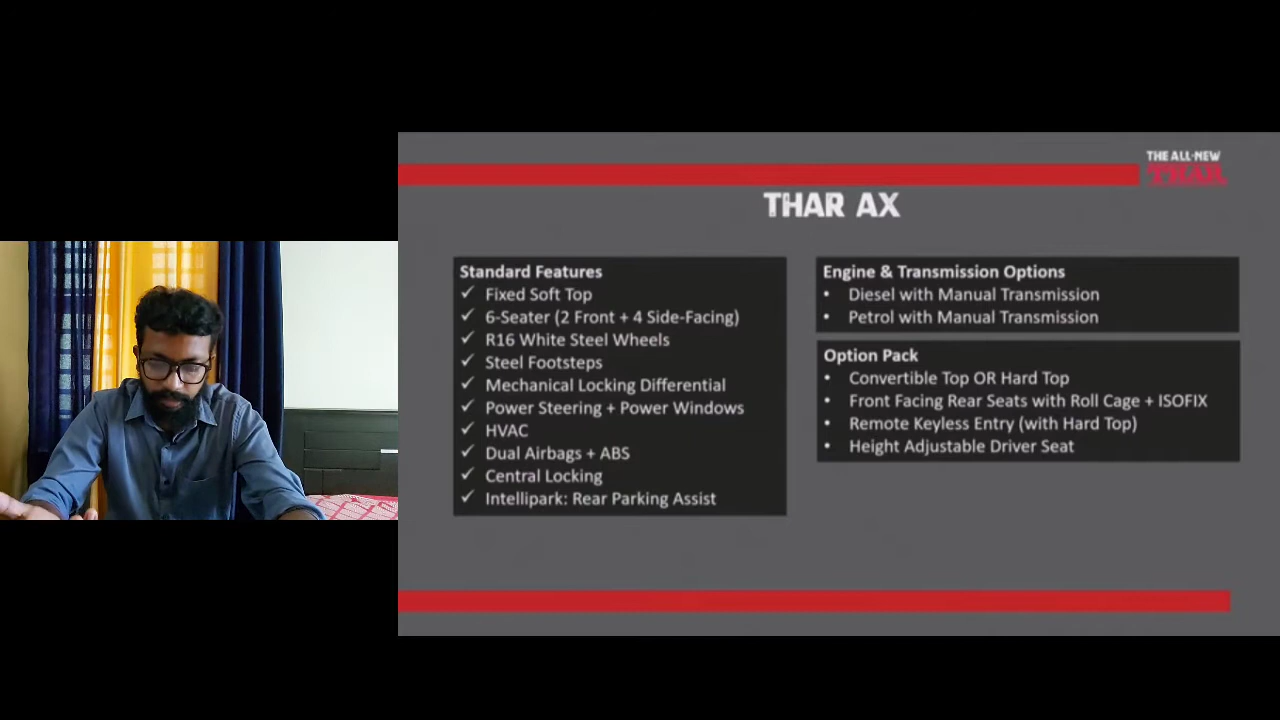 THE ALL-NEW
THAR
THAR AX
Standard Features
✓ Fixed Soft Top
✓ 6-Seater (2 Front + 4 Side-Facing)
✓ R16 White Steel Wheels
✓ Steel Footsteps
✓ Mechanical Locking Differential
✓ Power Steering + Power Windows
✓ HVAC
✓ Dual Airbags + ABS
✓ Central Locking
✓ Intellipark: Rear Parking Assist
Engine & Transmission Options
• Diesel with Manual Transmission
• Petrol with Manual Transmission
Option Pack
• Convertible Top OR Hard Top
• Front Facing Rear Seats with Roll Cage + ISOFIX
• Remote Keyless Entry (with Hard Top)
• Height Adjustable Driver Seat